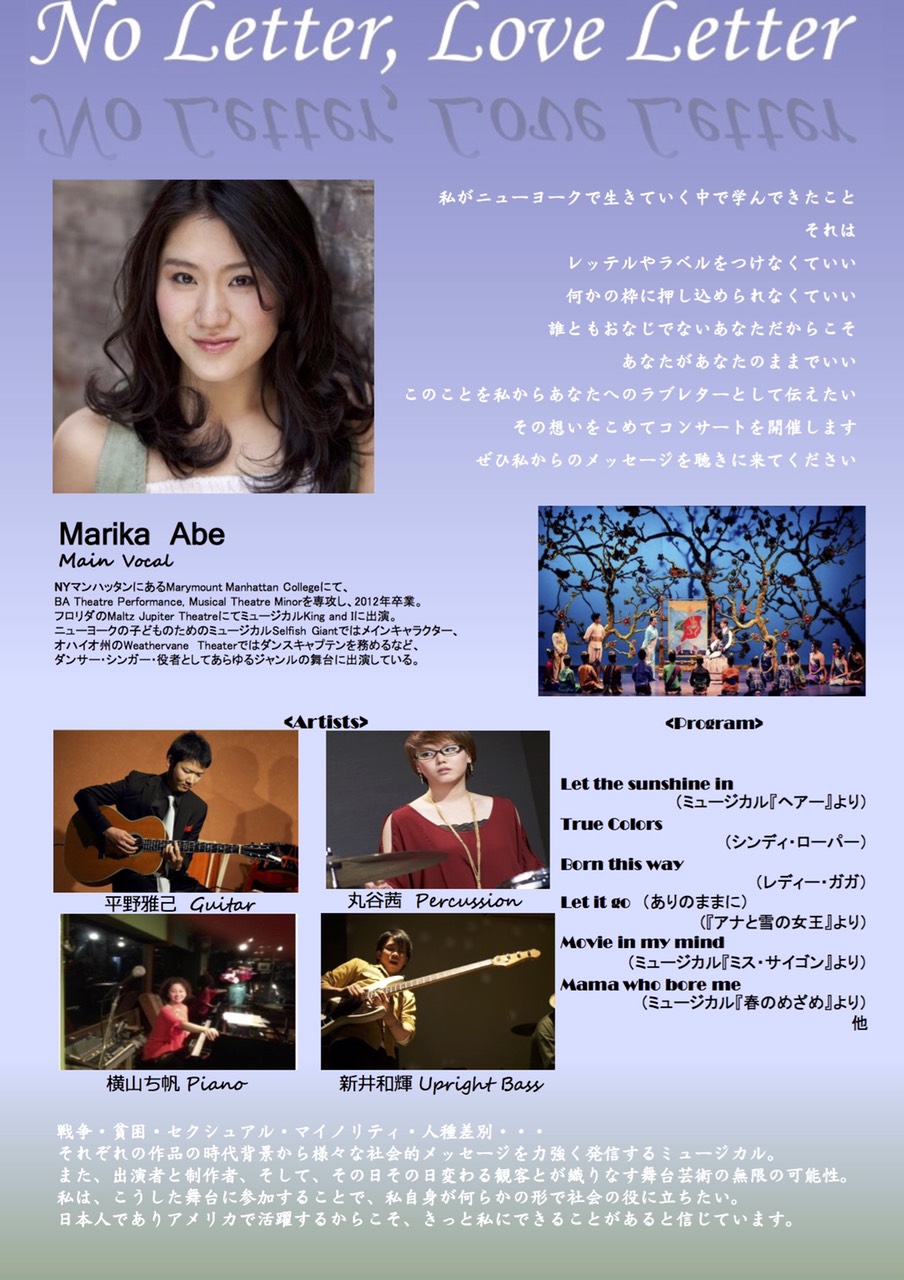 No Letter, Love Letter
私がニューヨークで生きていく中で学んできたこと
それは
レッテルやラベルをつけなくていい
何かの枠に押し込められなくていい
誰ともおなじでないあなただからこそ
あなたがあなたのままでいい
このことを私からあなたへのラブレターとして伝えたい
その想いをこめてコンサートを開催します
ぜひ私からのメッセージを聴きに来てください
Marika Abe
Main Vocal
NYマンハッタンにあるMarymount Manhattan Collegeにて、
BA Theatre Performance, Musical Theatre Minorを専攻し、2012年卒業。
フロリダのMaltz Jupiter TheatreにてミュージカルKing and Iに出演。
ニューヨークの子どものためのミュージカルSelfish Giantではメインキャラクター、
オハイオ州のWeathervane Theaterではダンスキャプテンを務めるなど、
ダンサー・シンガー・役者としてあらゆるジャンルの舞台に出演している。
<Artists>
平野雅己 Guitar
丸谷茜 Percussion
横山ち帆 Piano
新井和輝 Upright Bass
<Program>
Let the sunshine in
（ミュージカル『ヘアー』より）
True Colors
（シンディ・ローパー）
Born this way
（レディー・ガガ）
Let it go （ありのままに）
（『アナと雪の女王』より）
Movie in my mind
（ミュージカル『ミス・サイゴン』より）
Mama who bore me
（ミュージカル『春のめざめ』より）
他
戦争・貧困・セクシュアル・マイノリティ・人種差別・・・
それぞれの作品の時代背景から様々な社会的メッセージを力強く発信するミュージカル。
また、出演者と制作者、そして、その日その日変わる観客とが織りなす舞台芸術の無限の可能性。
私は、こうした舞台に参加することで、私自身が何らかの形で社会の役に立ちたい。
日本人でありアメリカで活躍するからこそ、きっと私にできることがあると信じています。